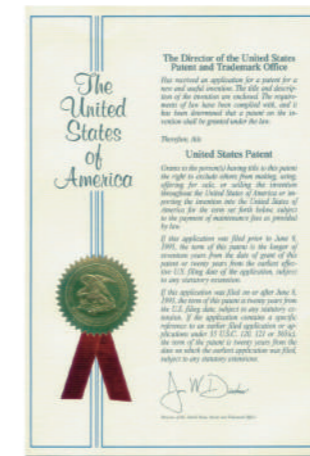 The
United
States
of
America
The Director of the United States
Patent and Trademark Office
Has received an application for a patent for a
new and useful invention. The title and descrip-
tion of the invention are enclosed. The require-
ments of law have been complied with, and it
has been determined that a patent on the in-
vention shall be granted under the law.
Therefore, this
United States Patent
Grants to the person(s) having title to this patent
the right to exclude others from making, using,
offering for sale, or selling the invention
throughout the United States of America or im-
porting the invention into the United States of
America for the term set forth below, subject
to the payment of maintenance fees as provided
by law.
If this application was filed prior to June 8,
1995, the term of this patent is the longer of
seventeen years from the date of grant of this
patent or twenty years from the earliest effec-
tive U.S. filing date of the application, subject
to any statutory extension.
If this application was filed on or after June 8,
1995, the term of this patent is twenty years from
the U.S. filing date, subject to any statutory ex-
tension. If the application contains a specific
reference to an earlier filed application or ap-
plications under 35 U.S.C. 120, 121 or 365(c),
the term of the patent is twenty years from the
date on which the earliest application was filed,
subject to any statutory extension.
Director of the United States Patent and Trademark Office